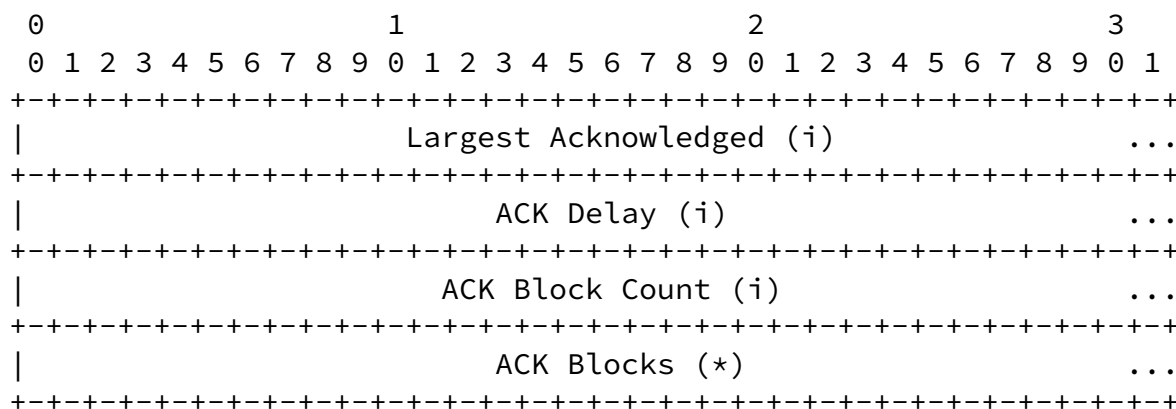 0                   1                   2                   3
 0 1 2 3 4 5 6 7 8 9 0 1 2 3 4 5 6 7 8 9 0 1 2 3 4 5 6 7 8 9 0 1
+-+-+-+-+-+-+-+-+-+-+-+-+-+-+-+-+-+-+-+-+-+-+-+-+-+-+-+-+-+-+-+-+
|                     Largest Acknowledged (i)                ...
+-+-+-+-+-+-+-+-+-+-+-+-+-+-+-+-+-+-+-+-+-+-+-+-+-+-+-+-+-+-+-+-+
|                          ACK Delay (i)                      ...
+-+-+-+-+-+-+-+-+-+-+-+-+-+-+-+-+-+-+-+-+-+-+-+-+-+-+-+-+-+-+-+-+
|                       ACK Block Count (i)                   ...
+-+-+-+-+-+-+-+-+-+-+-+-+-+-+-+-+-+-+-+-+-+-+-+-+-+-+-+-+-+-+-+-+
|                          ACK Blocks (*)                     ...
+-+-+-+-+-+-+-+-+-+-+-+-+-+-+-+-+-+-+-+-+-+-+-+-+-+-+-+-+-+-+-+-+